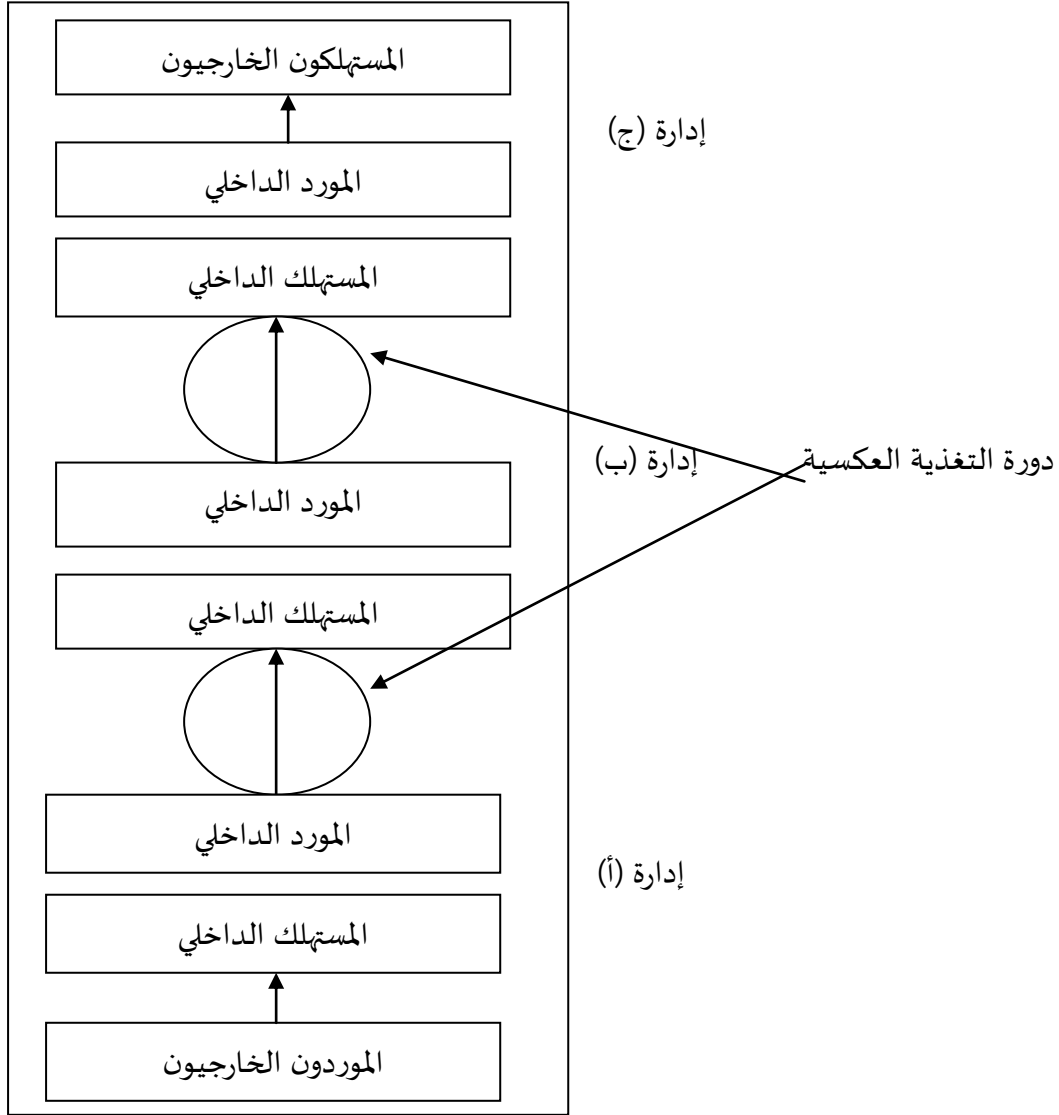 المستهلكون الخارجيون
إدارة (ج)
المورد الداخلي
المستهلك الداخلي
دورة التغذية العكسية
إدارة (ب)
المورد الداخلي
المستهلك الداخلي
المورد الداخلي
إدارة (أ)
المستهلك الداخلي
الموردون الخارجيون